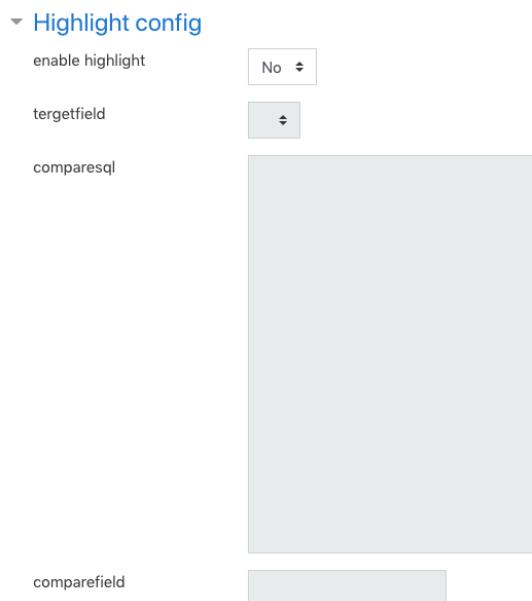 Highlight config
enable highlight
No
tergetfield
comparesql
comparefield